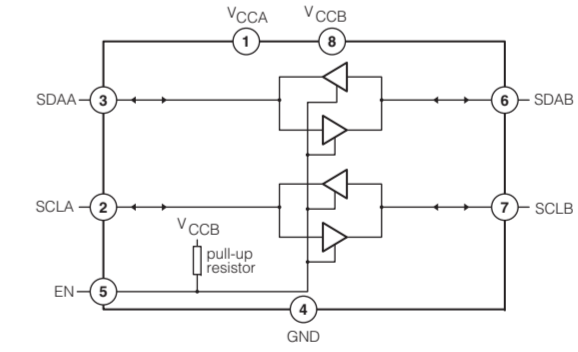 VCCA VCCB
1 8
SDAA 3 6 SDAB
SCLA 2 7 SCLB
VCCB
pull-up
resistor
EN 5
4
GND